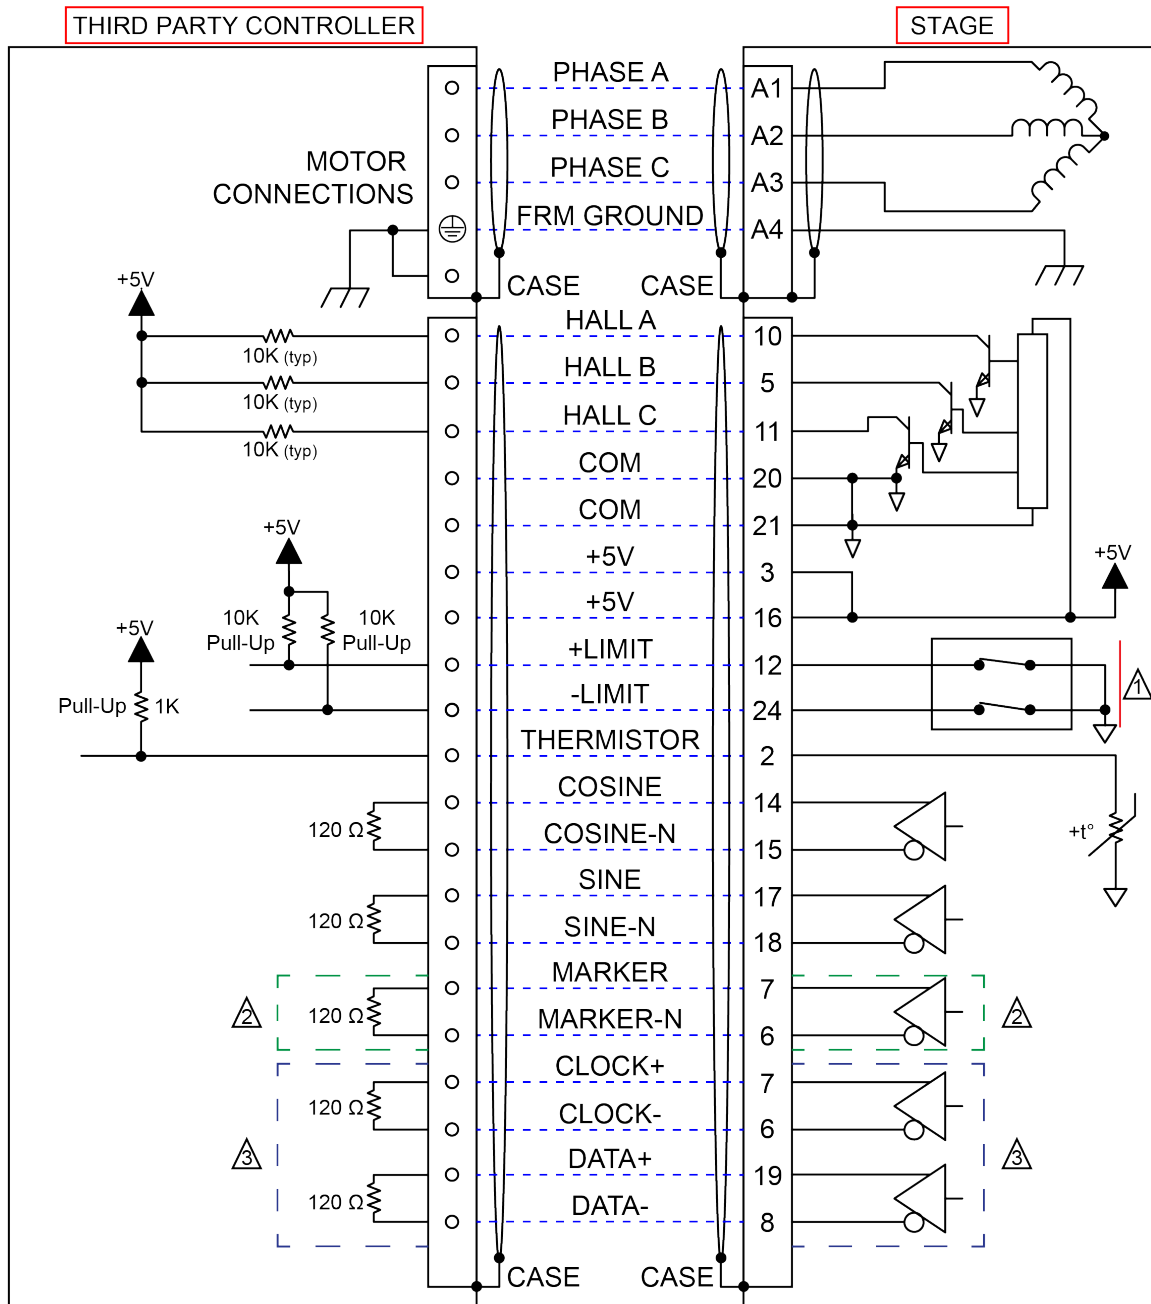 THIRD PARTY CONTROLLER
STAGE
MOTOR
CONNECTIONS
PHASE A
A1
PHASE B
A2
PHASE C
A3
FRM GROUND
A4
CASE
CASE
+5V
10K (typ)
10K (typ)
10K (typ)
HALL A
10
HALL B
5
HALL C
11
COM
20
COM
21
+5V
3
+5V
16
+5V
+5V
10K
Pull-Up
10K
Pull-Up
+5V
Pull-Up
1K
+LIMIT
12
-LIMIT
24
1
THERMISTOR
2
+t°
COSINE
14
120 Ω
COSINE-N
15
SINE
17
120 Ω
SINE-N
18
MARKER
7
2
120 Ω
2
MARKER-N
6
CLOCK+
7
120 Ω
CLOCK-
6
3
3
DATA+
19
120 Ω
DATA-
8
CASE
CASE